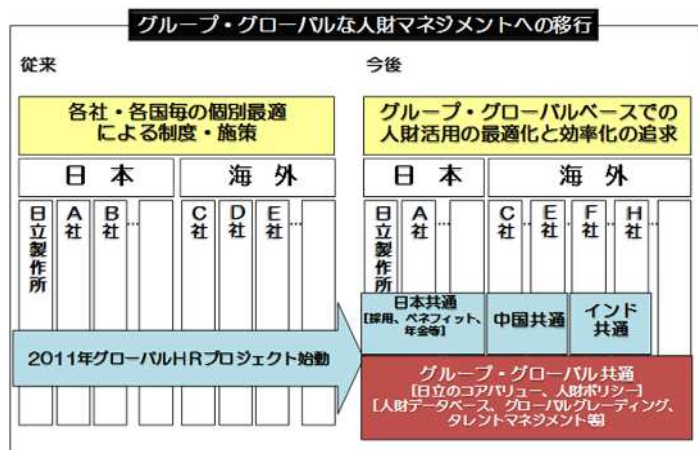 グループ・グローバルな人財マネジメントへの移行
従来
各社・各国毎の個別最適
による制度・施策
日本
海外
日立製作所
A社
B社
…
C社
D社
E社
…
2011年グローバルHRプロジェクト始動
今後
グループ・グローバルベースでの
人財活用の最適化と効率化の追求
日本
海外
日立製作所
A社
…
C社
E社
…
F社
H社
…
日本共通
[採用、ベネフィット、
年金等]
中国共通
インド
共通
グループ・グローバル共通
[日立のコアバリュー、人財ポリシー]
[人財データベース、グローバルグレーディング、
タレントマネジメント等]